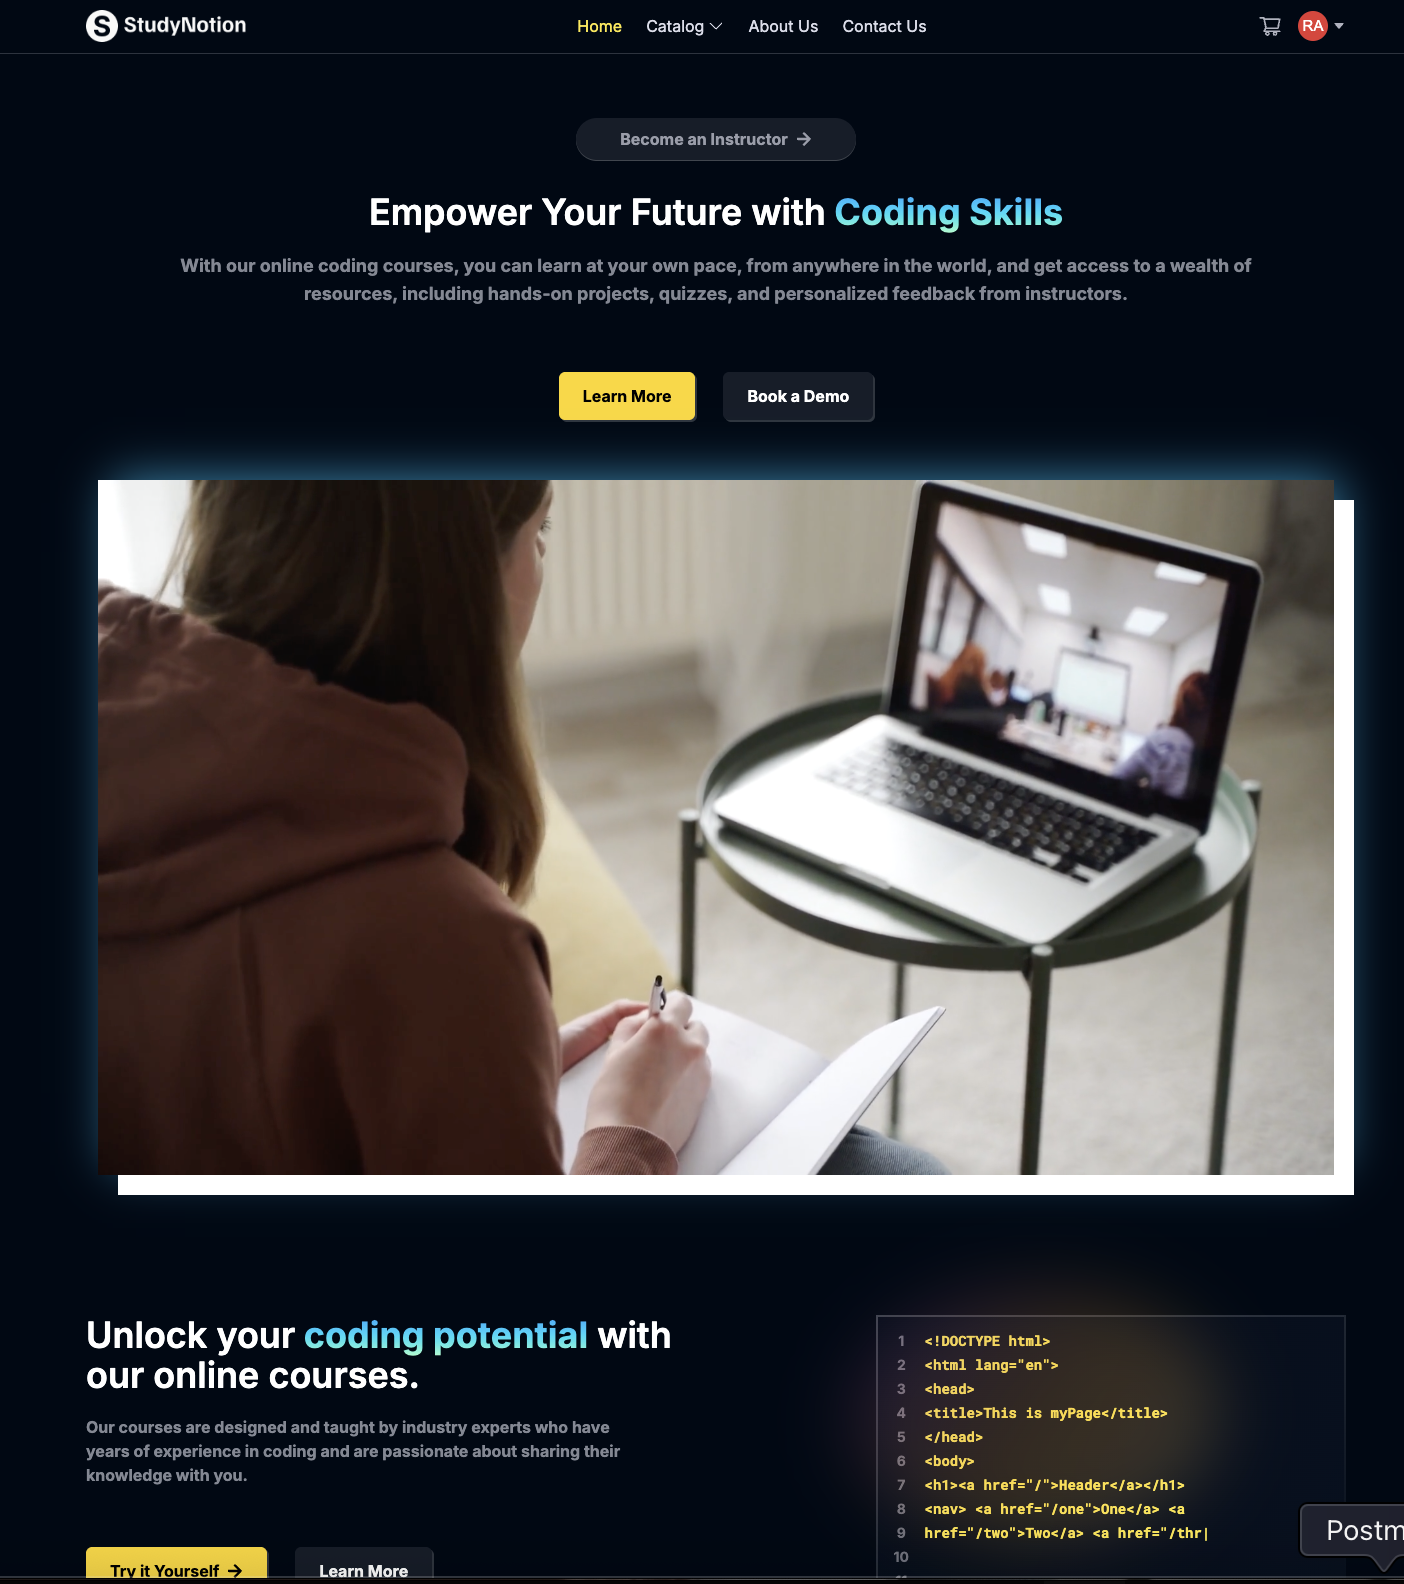 StudyNotion
Home Catalog About Us Contact Us
RA
Become an Instructor →
Empower Your Future with Coding Skills
With our online coding courses, you can learn at your own pace, from anywhere in the world, and get access to a wealth of
resources, including hands-on projects, quizzes, and personalized feedback from instructors.
Learn More Book a Demo
Unlock your coding potential with
our online courses.
Our courses are designed and taught by industry experts who have
years of experience in coding and are passionate about sharing their
knowledge with you.
Try it Yourself →
Learn More
1 <!DOCTYPE html>
2 <html lang="en">
3 <head>
4 <title>This is myPage</title>
5 </head>
6 <body>
7 <h1><a href="/">Header</a></h1>
8 <nav> <a href="/one">One</a> <a
9 href="/two">Two</a> <a href="/thr|
10
Postm